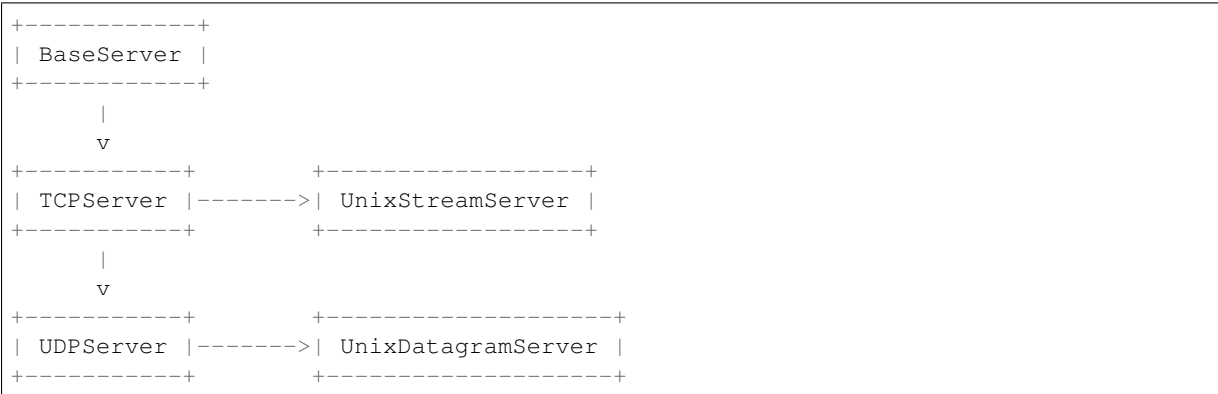 +------------+
| BaseServer |
+------------+
      |
      v
+-----------+        +------------------+
| TCPServer |------->| UnixStreamServer |
+-----------+        +------------------+
      |
      v
+-----------+        +--------------------+
| UDPServer |------->| UnixDatagramServer |
+-----------+        +--------------------+